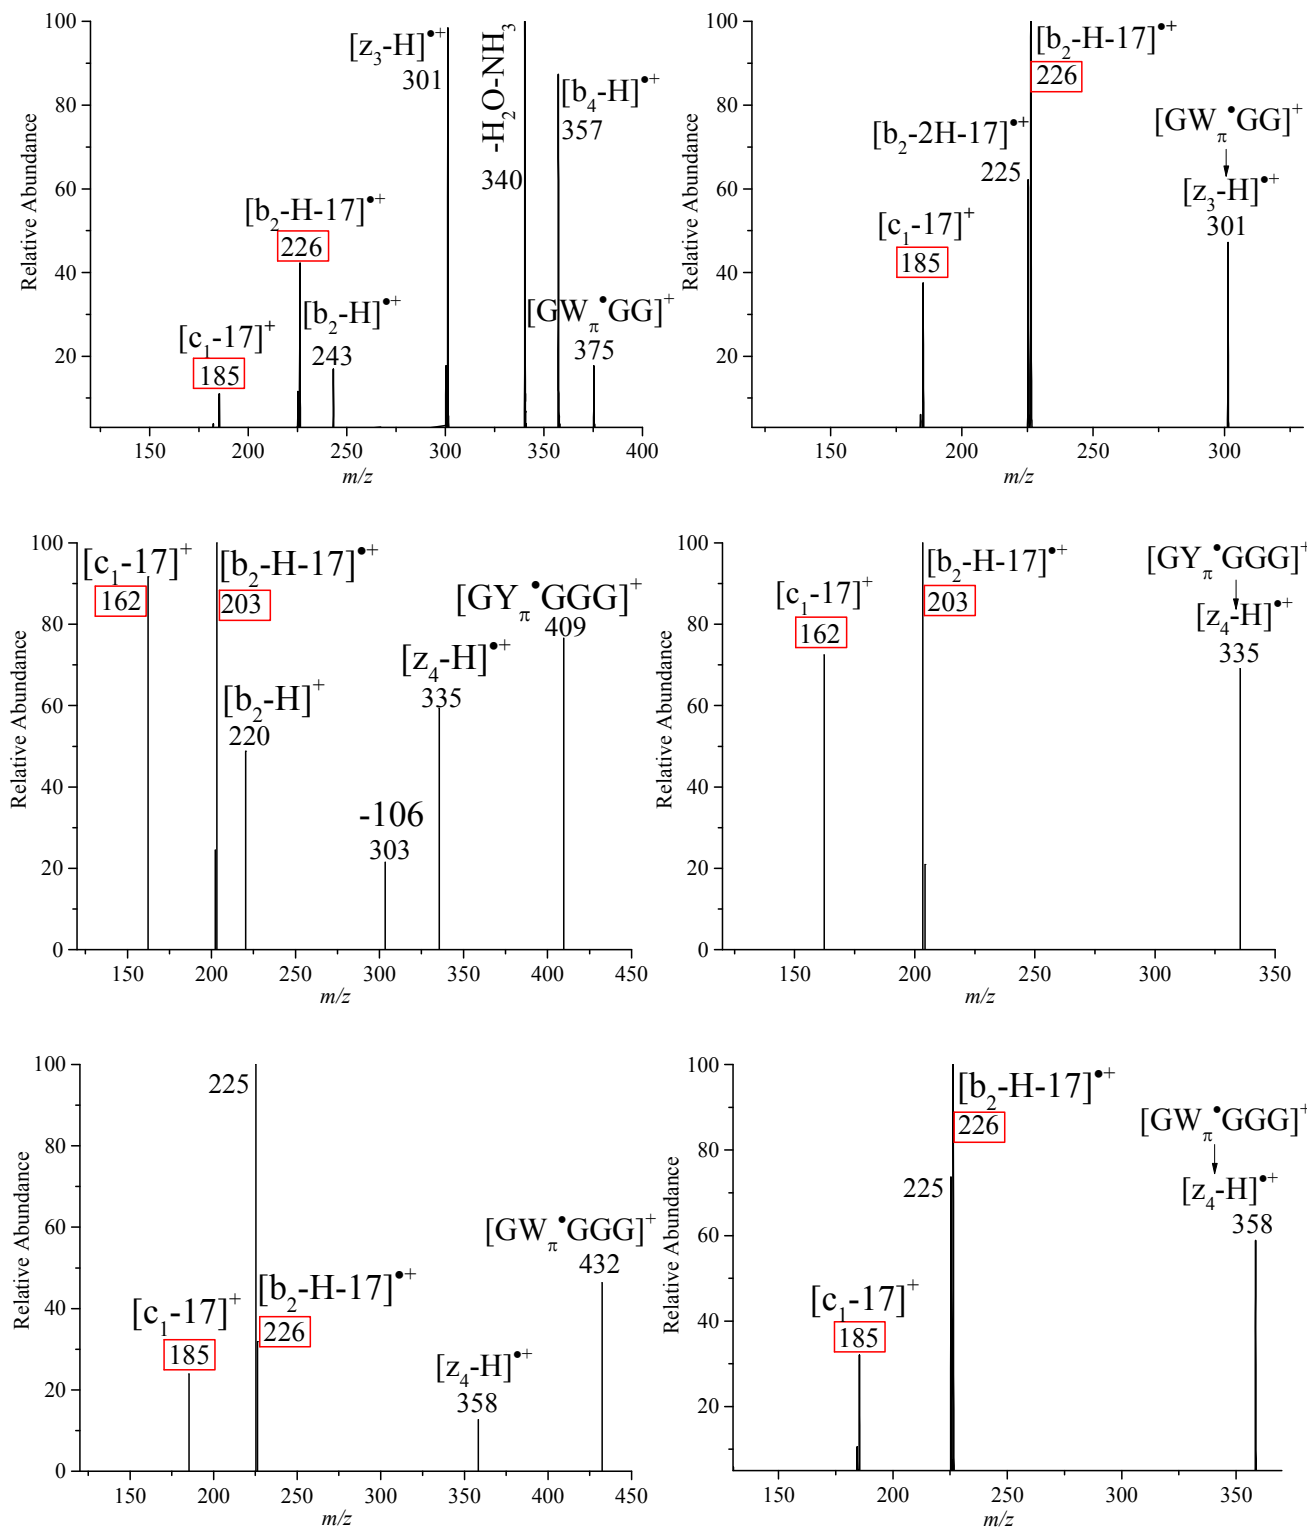 100
80
60
40
20
Relative Abundance
150
200
250
300
350
400
m/z
[z₃-H]•⁺
301
-H₂O-NH₃
340
[b₄-H]•⁺
357
[b₂-H-17]•⁺
226
[b₂-H]•⁺
243
[c₁-17]⁺
185
[GWπ•GG]⁺
375
100
80
60
40
20
Relative Abundance
150
200
250
300
m/z
[b₂-H-17]•⁺
226
[b₂-2H-17]•⁺
225
[GWπ•GG]⁺
[z₃-H]•⁺
301
[c₁-17]⁺
185
100
80
60
40
20
0
Relative Abundance
150
200
250
300
350
400
450
m/z
[c₁-17]⁺
162
[b₂-H-17]•⁺
203
[GYπ•GGG]⁺
409
[z₄-H]•⁺
335
[b₂-H]⁺
220
-106
303
100
80
60
40
20
0
Relative Abundance
150
200
250
300
350
m/z
[b₂-H-17]•⁺
203
[c₁-17]⁺
162
[GYπ•GGG]⁺
[z₄-H]•⁺
335
100
80
60
40
20
0
Relative Abundance
150
200
250
300
350
400
450
m/z
225
[GWπ•GGG]⁺
432
[b₂-H-17]•⁺
226
[c₁-17]⁺
185
[z₄-H]•⁺
358
100
80
60
40
20
Relative Abundance
150
200
250
300
350
m/z
[b₂-H-17]•⁺
226
225
[GWπ•GGG]⁺
[z₄-H]•⁺
358
[c₁-17]⁺
185